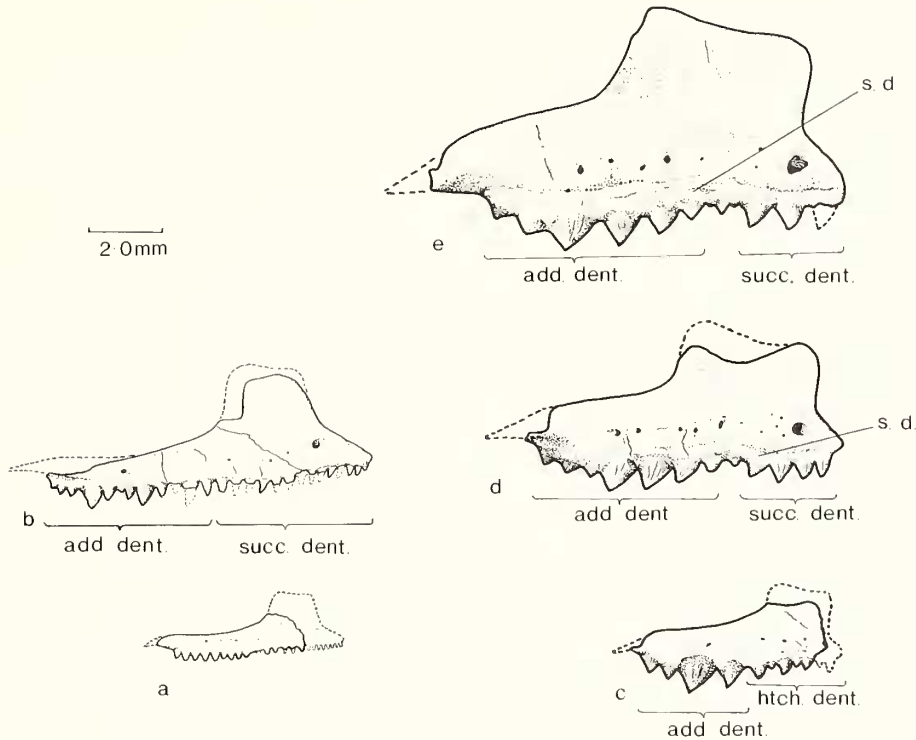 s. d
2·0mm
e
add. dent.
succ. dent.
s. d.
d
add dent
succ. dent.
b
add dent.
succ. dent.
a
c
htch. dent.
add dent.